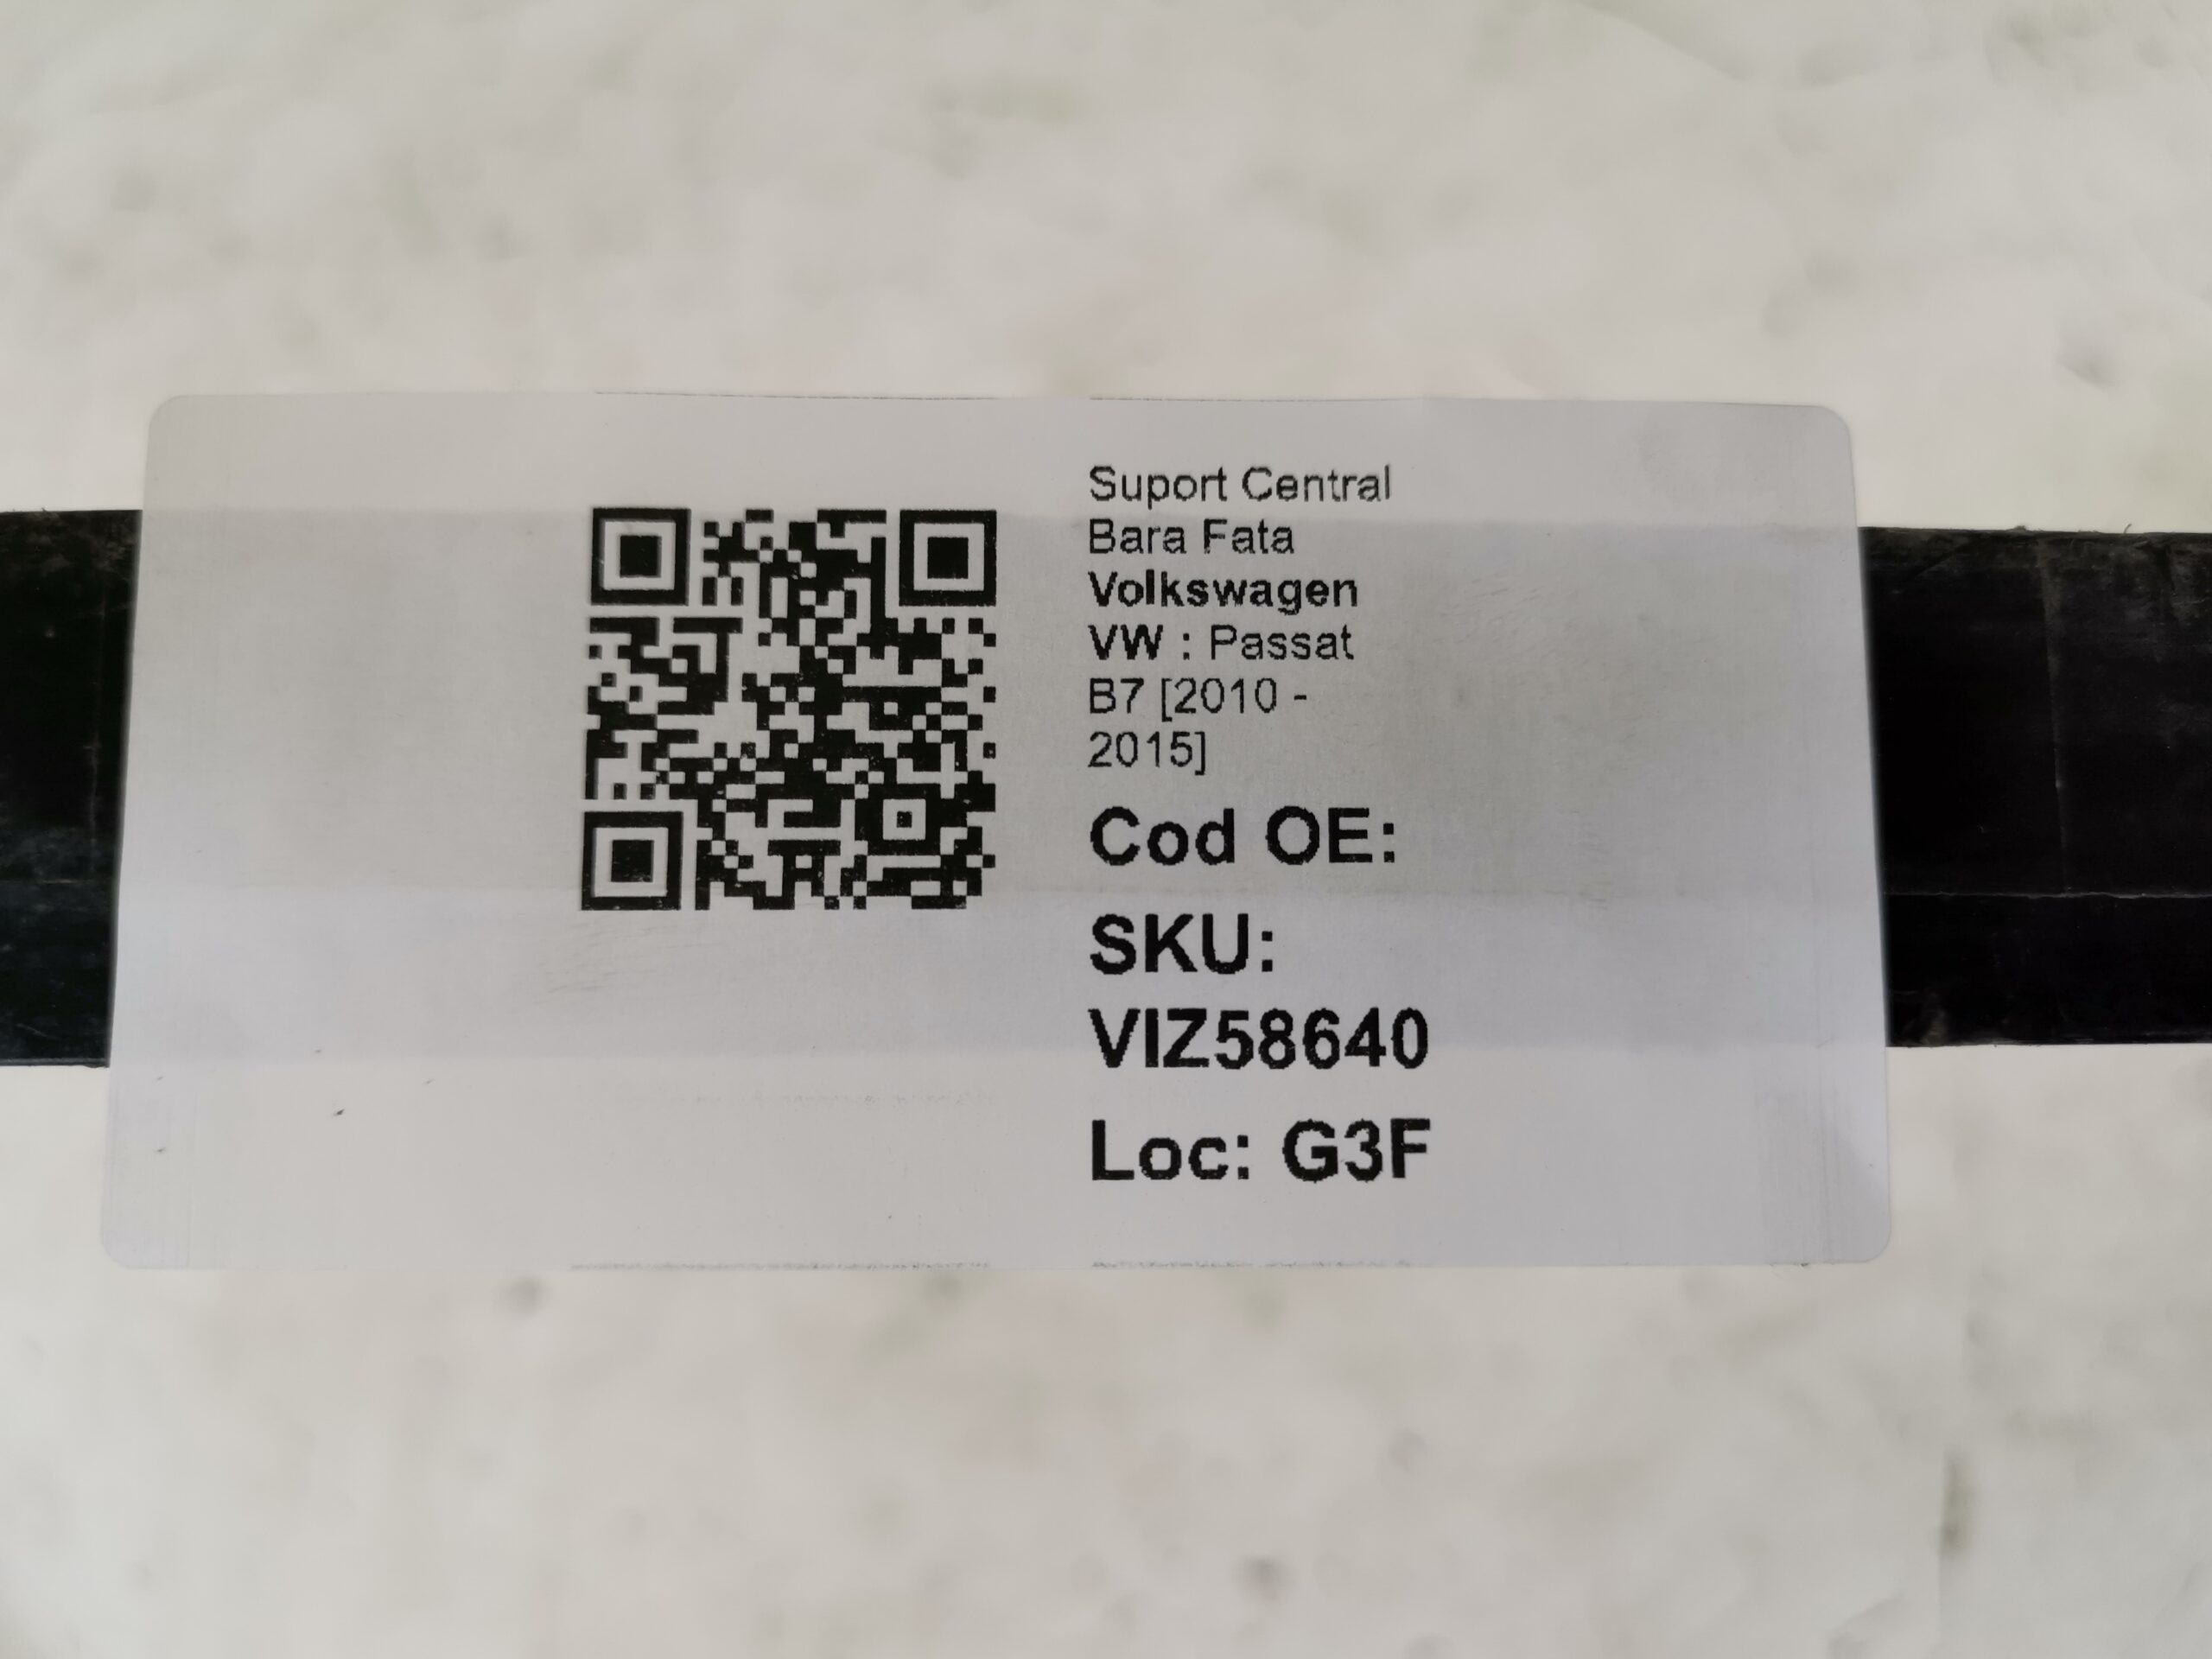 Suport Central
Bara Fata
Volkswagen
VW : Passat
B7 [2010 -
2015]
Cod OE:
SKU:
VIZ58640
Loc: G3F